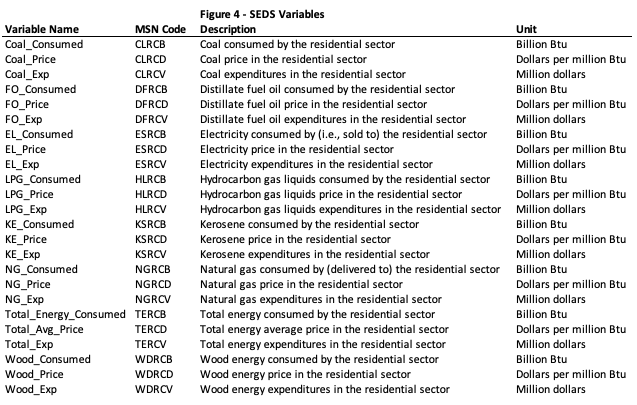 Figure 4 - SEDS Variables
Variable Name MSN Code Description Unit
Coal_Consumed CLRCB Coal consumed by the residential sector Billion Btu
Coal_Price CLRCD Coal price in the residential sector Dollars per million Btu
Coal_Exp CLRCV Coal expenditures in the residential sector Million dollars
FO_Consumed DFRCB Distillate fuel oil consumed by the residential sector Billion Btu
FO_Price DFRCD Distillate fuel oil price in the residential sector Dollars per million Btu
FO_Exp DFRCV Distillate fuel oil expenditures in the residential sector Million dollars
EL_Consumed ESRCB Electricity consumed by (i.e., sold to) the residential sector Billion Btu
EL_Price ESRCD Electricity price in the residential sector Dollars per million Btu
EL_Exp ESRCV Electricity expenditures in the residential sector Million dollars
LPG_Consumed HLRCB Hydrocarbon gas liquids consumed by the residential sector Billion Btu
LPG_Price HLRCD Hydrocarbon gas liquids price in the residential sector Dollars per million Btu
LPG_Exp HLRCV Hydrocarbon gas liquids expenditures in the residential sector Million dollars
KE_Consumed KSRCB Kerosene consumed by the residential sector Billion Btu
KE_Price KSRCD Kerosene price in the residential sector Dollars per million Btu
KE_Exp KSRCV Kerosene expenditures in the residential sector Million dollars
NG_Consumed NGRCB Natural gas consumed by (delivered to) the residential sector Billion Btu
NG_Price NGRCD Natural gas price in the residential sector Dollars per million Btu
NG_Exp NGRCV Natural gas expenditures in the residential sector Million dollars
Total_Energy_Consumed TERCB Total energy consumed by the residential sector Billion Btu
Total_Avg_Price TERCD Total energy average price in the residential sector Dollars per million Btu
Total_Exp TERCV Total energy expenditures in the residential sector Million dollars
Wood_Consumed WDRCB Wood energy consumed by the residential sector Billion Btu
Wood_Price WDRCD Wood energy price in the residential sector Dollars per million Btu
Wood_Exp WDRCV Wood energy expenditures in the residential sector Million dollars